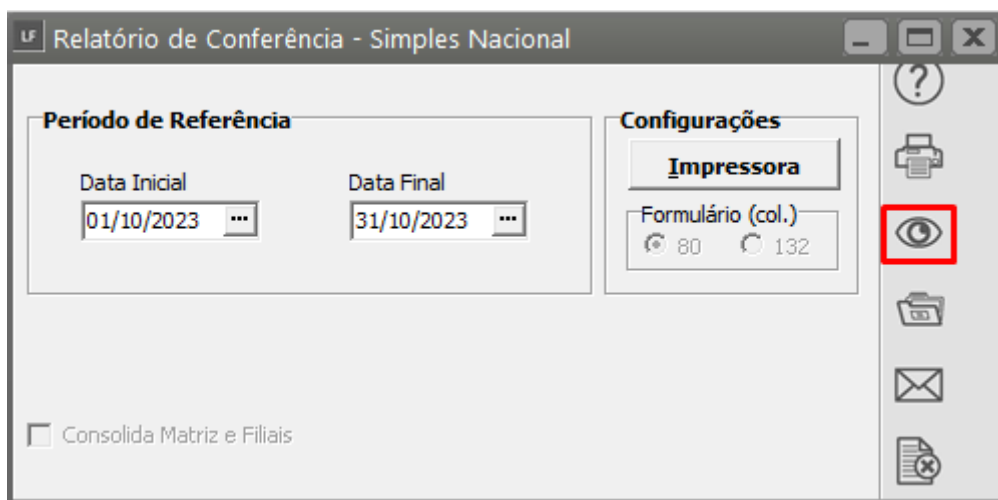 LF Relatório de Conferência - Simples Nacional
Período de Referência
Data Inicial
Data Final
01/10/2023 ...
31/10/2023 ...
Configurações
Impressora
Formulário (col.)
80 132
Consolida Matriz e Filiais